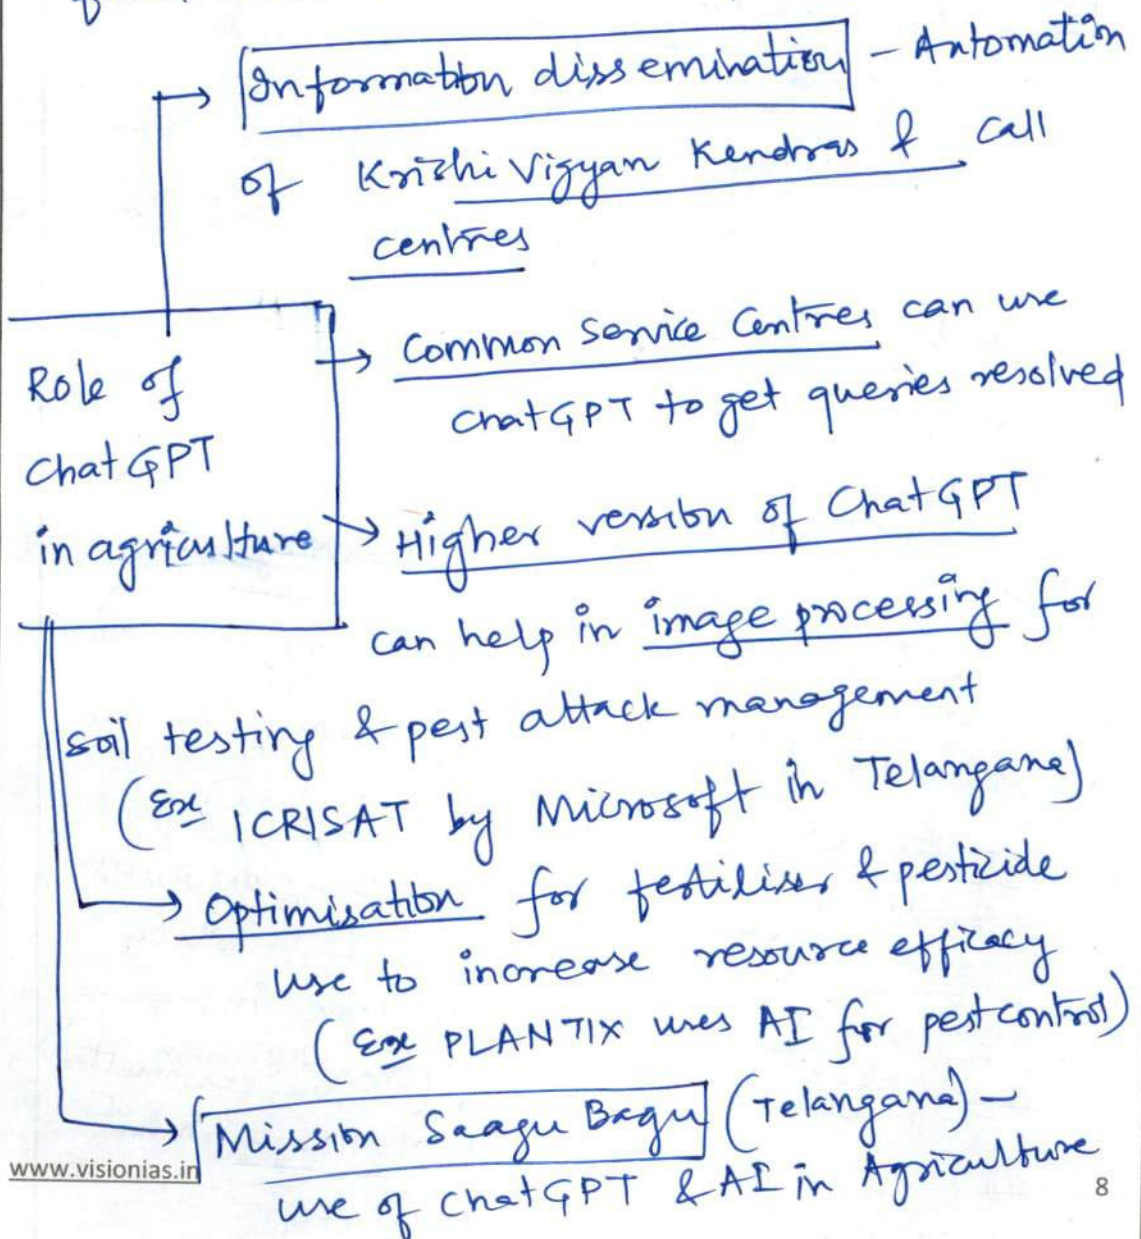 Information dissemination - Automation
of Krishi Vigyan Kendras & call
centres
Common Service Centres can use
ChatGPT to get queries resolved
Role of
ChatGPT
in agriculture
Higher version of ChatGPT
can help in image processing for
soil testing & pest attack management
(Ex ICRISAT by Microsoft in Telangana)
Optimisation for fertiliser & pesticide
use to increase resource efficacy
(Ex PLANTIX uses AI for pest control)
Mission Saagu Bagu (Telangana) -
use of ChatGPT & AI in Agriculture
www.visionias.in
8